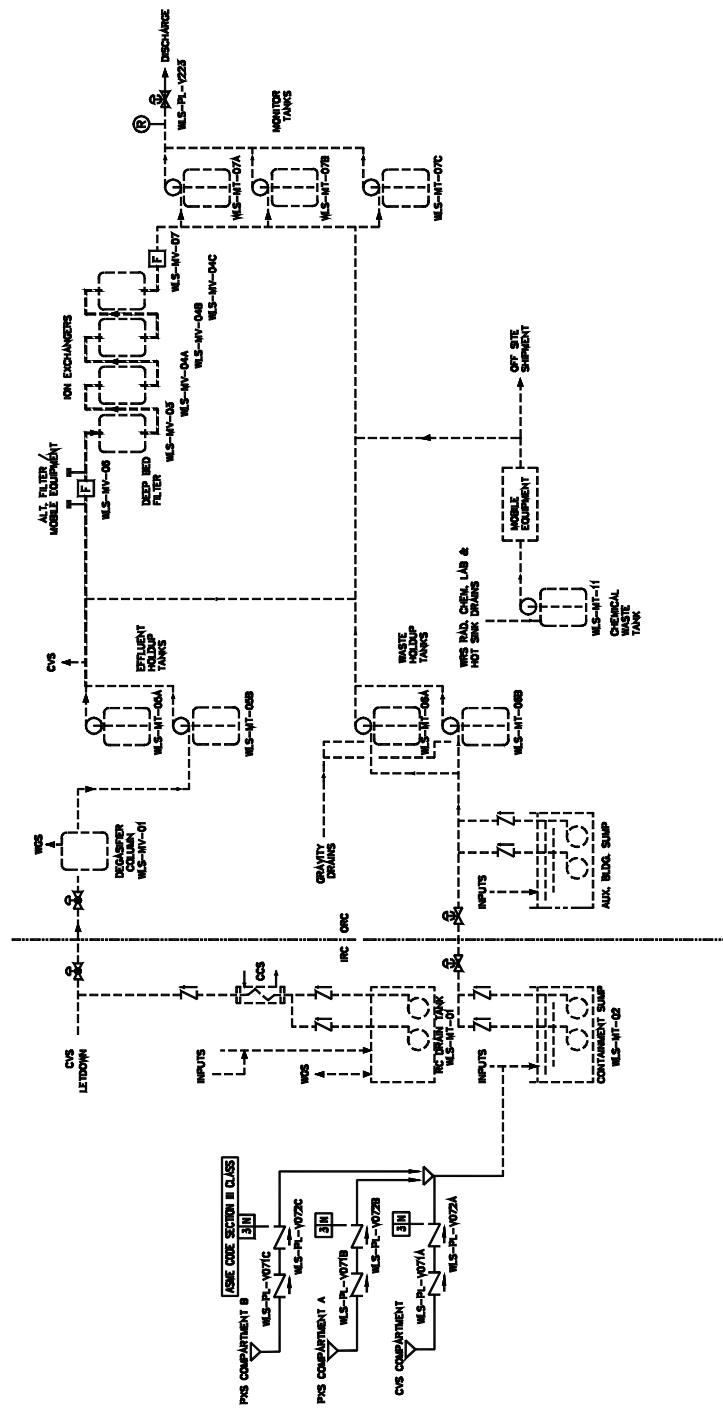 PXS COMPARTMENT B
WLS-PL-V071C
ASME CODE SECTION III CLASS
3 N
WLS-PL-V072C
PXS COMPARTMENT A
WLS-PL-V071B
3 N
WLS-PL-V072B
CVS COMPARTMENT
WLS-PL-V071A
3 N
WLS-PL-V072A
CVS
LETDOWN
INPUTS
WGS
CCS
RC DRAIN TANK
WLS-MT-01
INPUTS
CONTAINMENT SUMP
WLS-MT-02
IRC
ORC
WGS
DEGASIFIER
COLUMN
WLS-MV-01
GRAVITY
DRAINS
INPUTS
AUX. BLDG. SUMP
CVS
EFFLUENT
HOLDUP
TANKS
WLS-MT-05A
WLS-MT-05B
WASTE
HOLDUP
TANKS
WLS-MT-06A
WLS-MT-06B
WRS RAD. CHEM. LAB &
HOT SINK DRAINS
WLS-MT-11
CHEMICAL
WASTE
TANK
MOBILE
EQUIPMENT
OFF SITE
SHIPMENT
ALT. FILTER /
MOBILE EQUIPMENT
F
WLS-MV-06
DEEP BED
FILTER
WLS-MV-03
ION EXCHANGERS
WLS-MV-04A
WLS-MV-04B
WLS-MV-04C
F
WLS-MV-07
WLS-MT-07A
WLS-MT-07B
WLS-MT-07C
MONITOR
TANKS
R
WLS-PL-V223
DISCHARGE